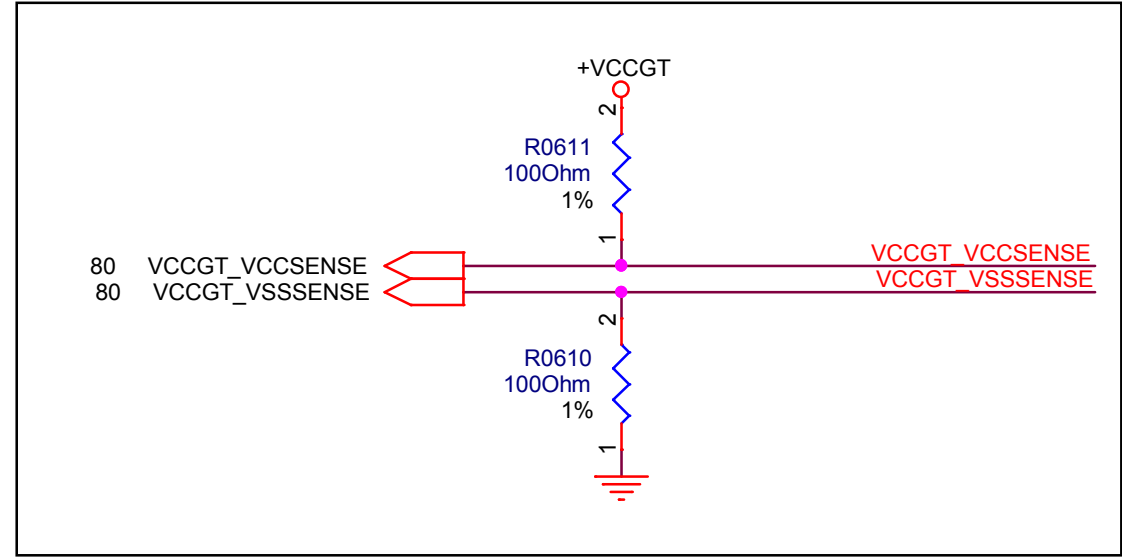 +VCCGT
2
R0611
100Ohm
1%
1
80 VCCGT_VCCSENSE VCCGT_VCCSENSE
80 VCCGT_VSSSENSE VCCGT_VSSSENSE
2
R0610
100Ohm
1%
1